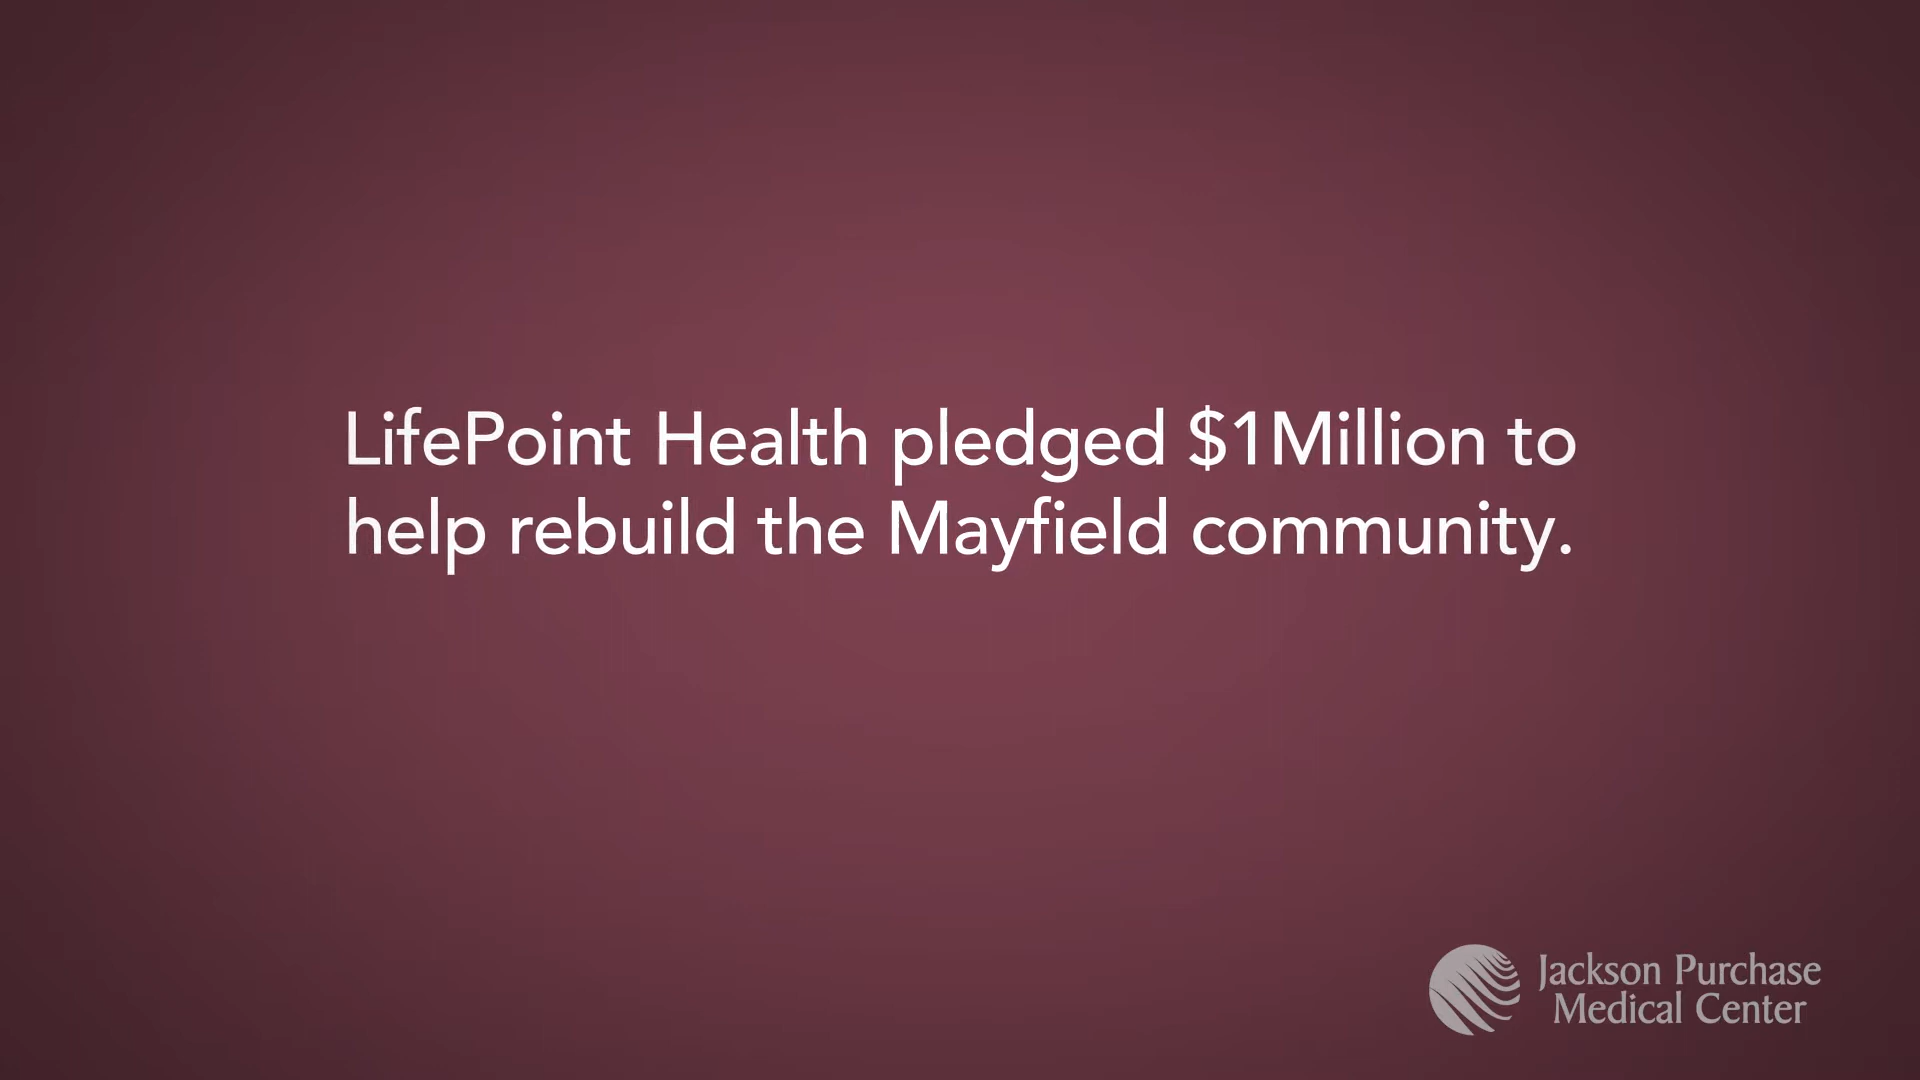 LifePoint Health pledged $1Million to
help rebuild the Mayfield community.
Jackson Purchase
Medical Center